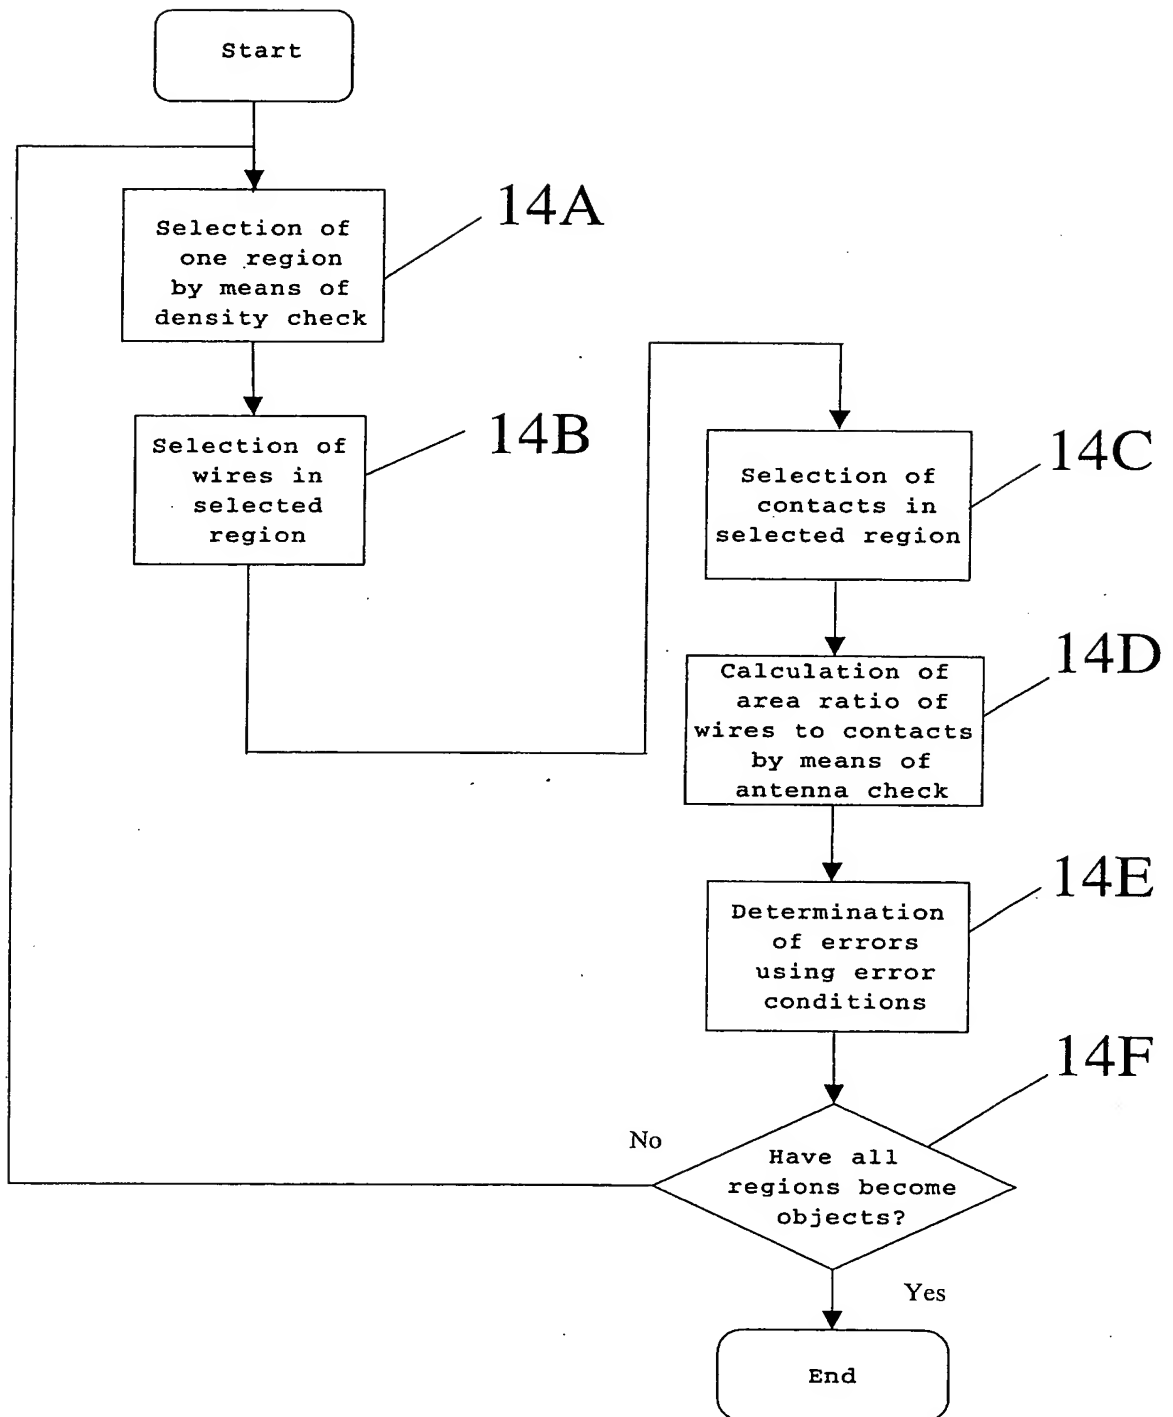 Start
14A
Selection of
one region
by means of
density check
14B
Selection of
wires in
selected
region
14C
Selection of
contacts in
selected region
14D
Calculation of
area ratio of
wires to contacts
by means of
antenna check
14E
Determination
of errors
using error
conditions
14F
No
Have all
regions become
objects?
Yes
End